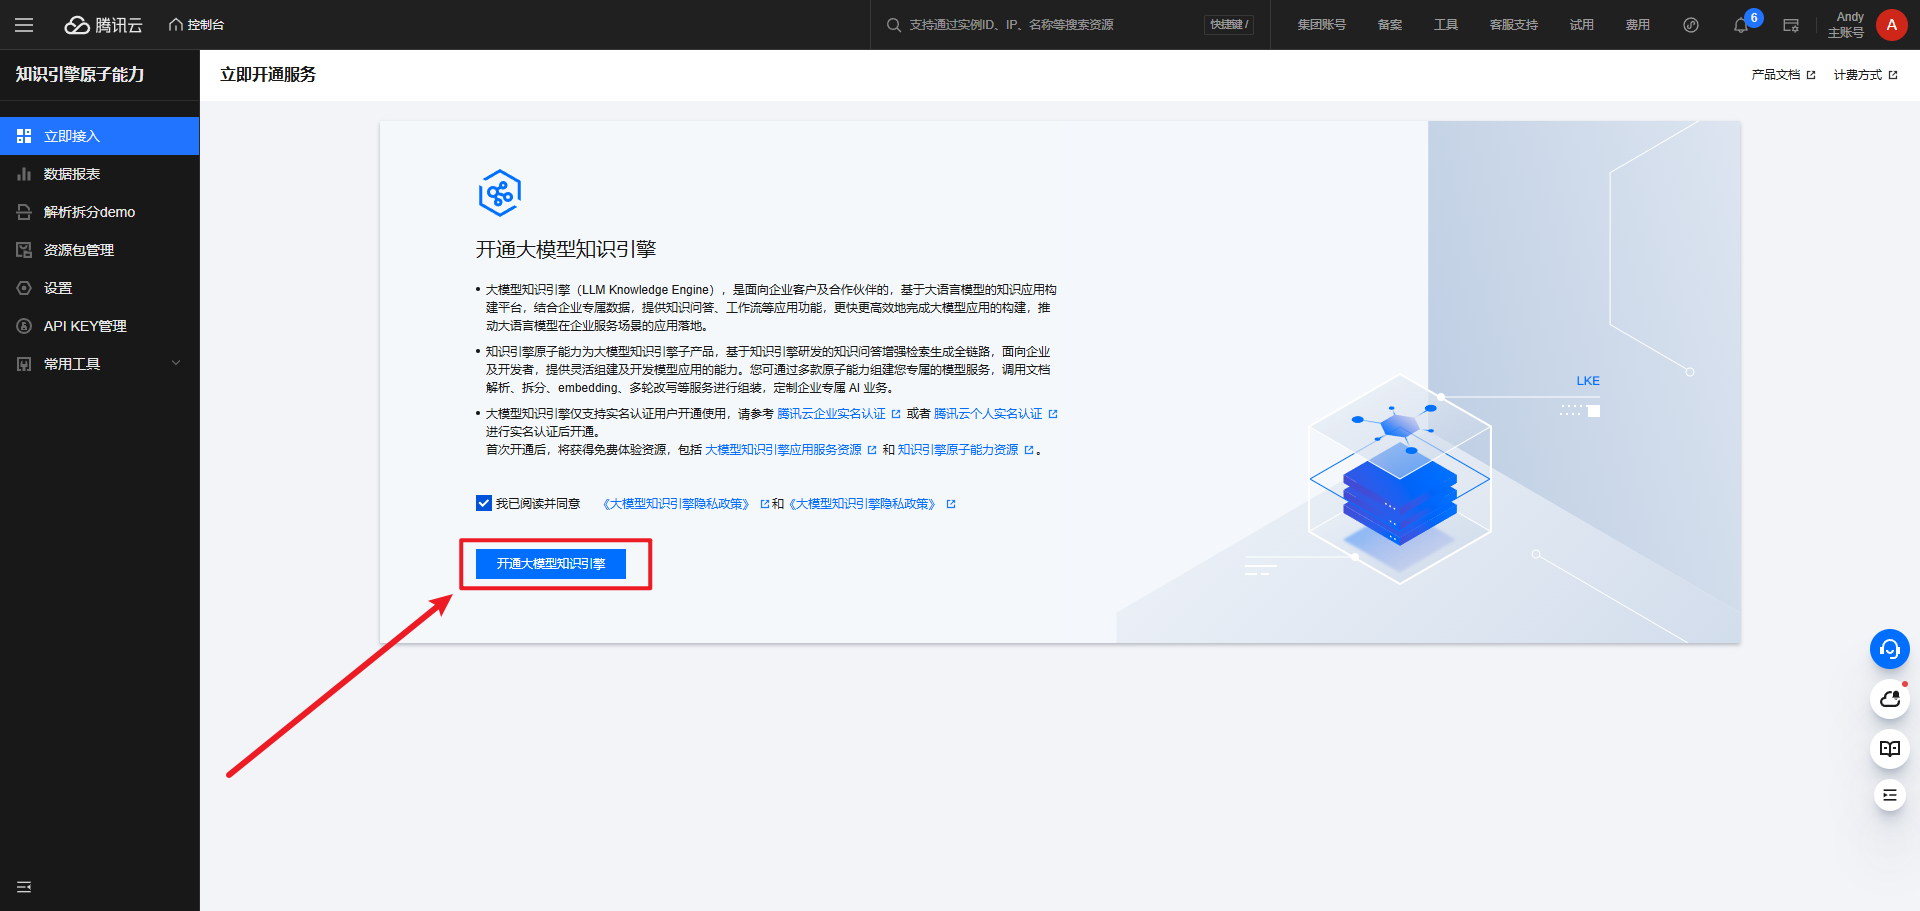 腾讯云
控制台
支持通过实例ID、IP、名称等搜索资源
快捷键 /
集团账号
备案
工具
客服支持
试用
费用
6
Andy
主账号
A
知识引擎原子能力
立即接入
数据报表
解析拆分demo
资源包管理
设置
API KEY管理
常用工具
立即开通服务
产品文档
计费方式
开通大模型知识引擎
• 大模型知识引擎（LLM Knowledge Engine），是面向企业客户及合作伙伴的，基于大语言模型的知识应用构
建平台，结合企业专属数据，提供知识问答、工作流等应用功能，更快更高效地完成大模型应用的构建，推
动大语言模型在企业服务场景的应用落地。
• 知识引擎原子能力为大模型知识引擎子产品，基于知识引擎研发的知识问答增强检索生成全链路，面向企业
及开发者，提供灵活组建及开发模型应用的能力。您可通过多款原子能力组建您专属的模型服务，调用文档
解析、拆分、embedding、多轮改写等服务进行组装，定制企业专属 AI 业务。
• 大模型知识引擎仅支持实名认证用户开通使用，请参考 腾讯云企业实名认证 或者 腾讯云个人实名认证
进行实名认证后开通。
首次开通后，将获得免费体验资源，包括 大模型知识引擎应用服务资源 和 知识引擎原子能力资源 。
我已阅读并同意 《大模型知识引擎隐私政策》 和《大模型知识引擎隐私政策》
开通大模型知识引擎
LKE